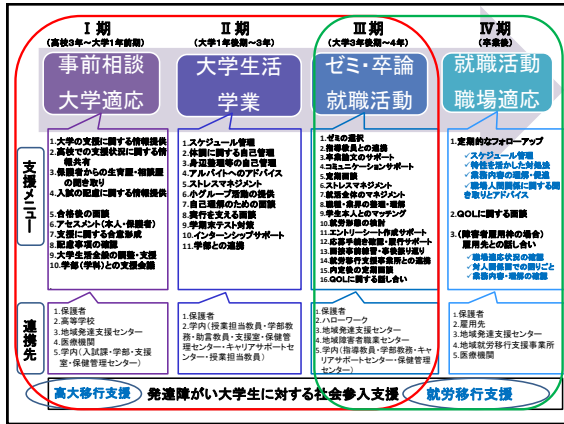 Ⅰ期
(高校3年～大学1年前期)
事前相談
大学適応
Ⅱ期
(大学1年後期～3年)
大学生活
学業
Ⅲ期
(大学3年後期～4年)
ゼミ・卒論
就職活動
Ⅳ期
(卒業後)
就職活動
職場適応
支援メニュー
1.大学の支援に関する情報提供
2.高校での支援状況に関する情
報共有
3.保護者からの生育歴・相談歴
の聞き取り
4.入試の配慮に関する情報提供
5.合格後の面談
6.アセスメント(本人・保護者)
7.支援に関する合意形成
8.配慮事項の確認
9.大学生活全般の調整・支援
10.学部(学科)との支援会議
1.スケジュール管理
2.体調に関する自己管理
3.身辺整理等の自己管理
4.アルバイトへのアドバイス
5.ストレスマネジメント
6.小グループ活動の提供
7.自己理解のための面談
8.実行を支える面談
9.学期末テスト対策
10.インターンシップサポート
11.学部との連携
1.ゼミの選択
2.指導教員との連携
3.卒業論文のサポート
4.コミュニケーションサポート
5.定期面談
6.ストレスマネジメント
7.就活全体のマネジメント
8.職種・業界の整理・理解
9.学生本人とのマッチング
10.就労形態の検討
11.エントリーシート作成サポート
12.応募手続き確認・履行サポート
13.面接事前練習・事後振り返り
14.就労移行支援事業所との連携
15.内定後の定期面談
16.QOLに関する話し合い
1.定期的なフォローアップ
✓スケジュール管理
✓特性を活かした対処法
✓業務内容の理解・促進
✓職場人間関係に関する聞
き取りとアドバイス
2.QOLに関する面談
3.(障害者雇用枠の場合)
雇用先との話し合い
✓職場適応状況の確認
✓対人関係面での困りごと
✓業務内容・理解の確認
連携先
1.保護者
2.高等学校
3.地域発達支援センター
4.医療機関
5.学内(入試課・学部・支援
室・保健管理センター)
1.保護者
2.学内(授業担当教員・学部教
務・助言教員・支援室・保健管
理センター・キャリアサポートセ
ンター・授業担当教員)
1.保護者
2.ハローワーク
3.地域発達支援センター
4.地域障害者職業センター
5.学内(指導教員・学部教務・キャ
リアサポートセンター・保健管理
センター)
1.保護者
2.雇用先
3.地域発達支援センター
4.地域就労移行支援事業所
5.医療機関
高大移行支援
発達障がい大学生に対する社会参入支援
就労移行支援